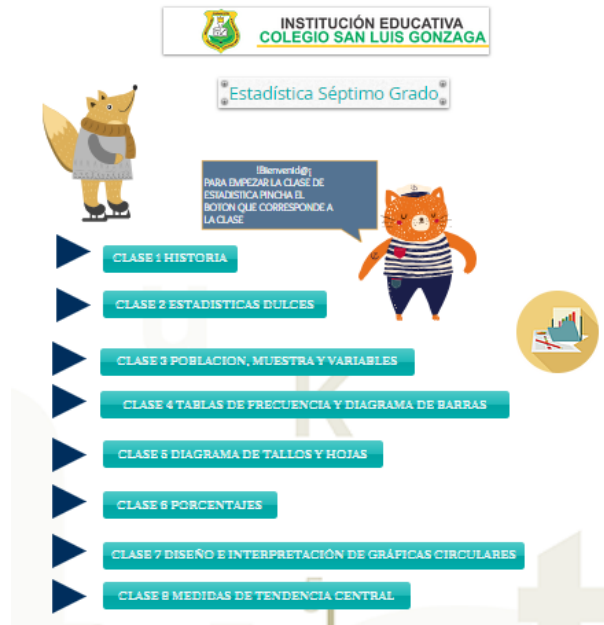 INSTITUCIÓN EDUCATIVA
COLEGIO SAN LUIS GONZAGA
Estadística Séptimo Grado
!Bienvenid@¡
PARA EMPEZAR LA CLASE DE
ESTADISTICA PINCHA EL
BOTON QUE CORRESPONDE A
LA CLASE
CLASE 1 HISTORIA
CLASE 2 ESTADISTICAS DULCES
CLASE 3 POBLACION, MUESTRA Y VARIABLES
CLASE 4 TABLAS DE FRECUENCIA Y DIAGRAMA DE BARRAS
CLASE 5 DIAGRAMA DE TALLOS Y HOJAS
CLASE 6 PORCENTAJES
CLASE 7 DISEÑO E INTERPRETACIÓN DE GRÁFICAS CIRCULARES
CLASE 8 MEDIDAS DE TENDENCIA CENTRAL